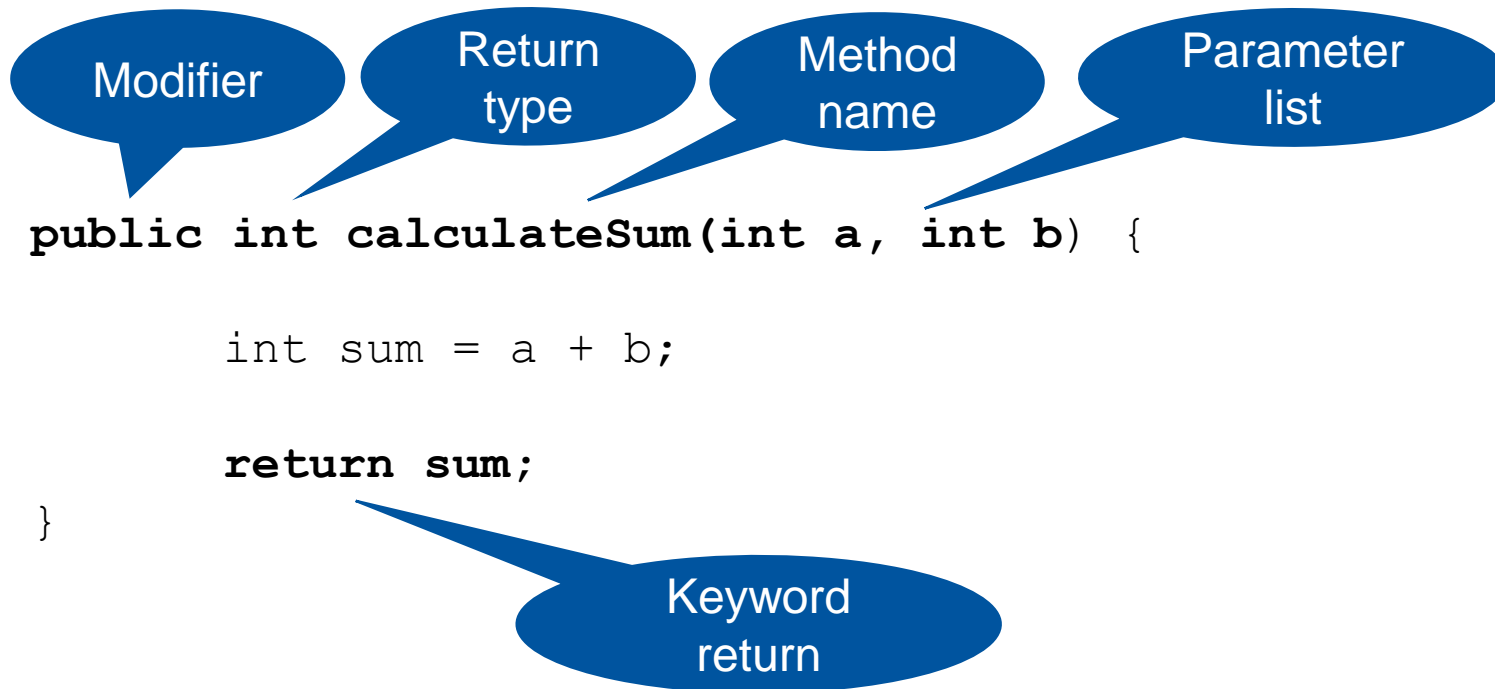 Modifier
Return
type
Method
name
Parameter
list
public int calculateSum(int a, int b) {
int sum = a + b;
return sum;
}
Keyword
return